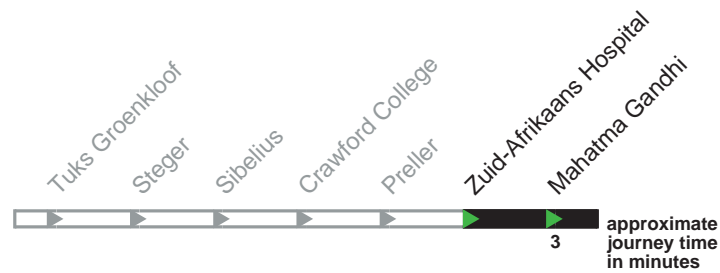 Tuks Groenkloof
Steger
Sibelius
Crawford College
Preller
Zuid-Afrikaans Hospital
Mahatma Gandhi
3
approximate
journey time
in minutes